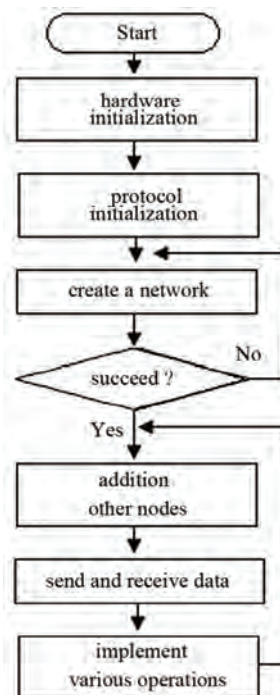 Start
hardware
initialization
protocol
initialization
create a network
No
succeed ?
Yes
addition
other nodes
send and receive data
implement
various operations